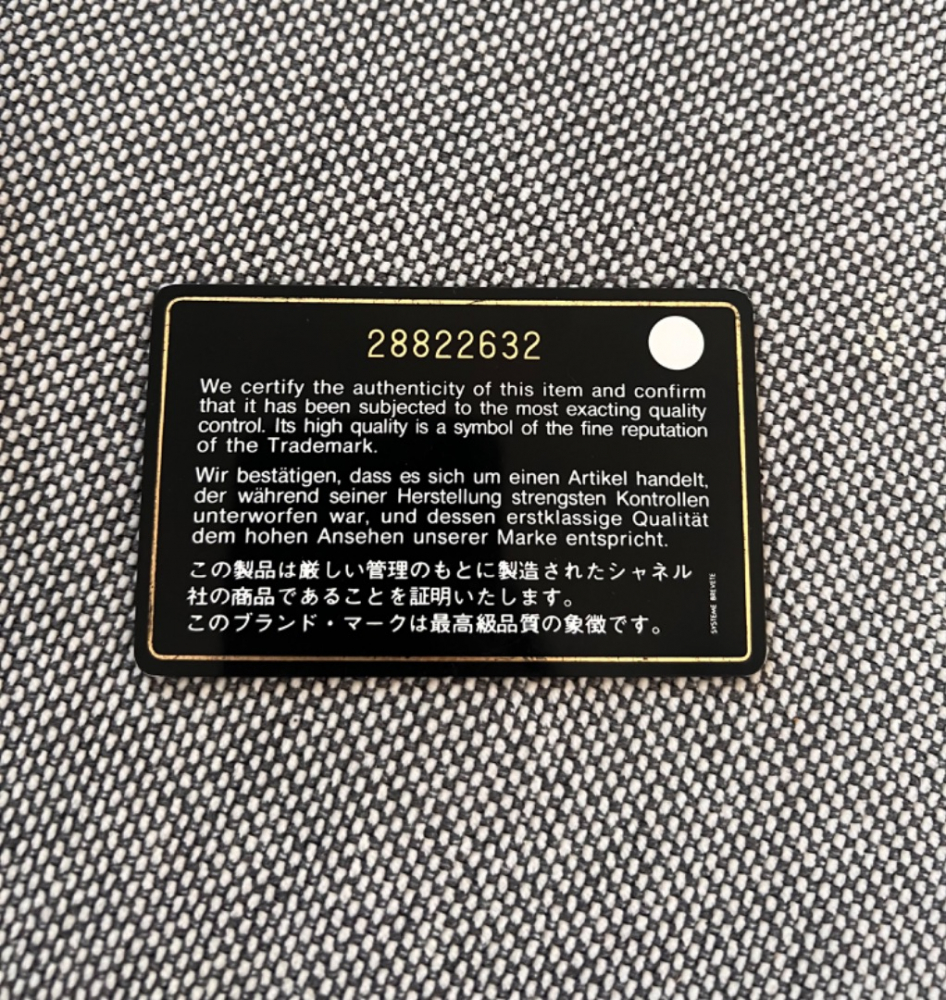 28822632
We certify the authenticity of this item and confirm
that it has been subjected to the most exacting quality
control. Its high quality is a symbol of the fine reputation
of the Trademark.
Wir bestätigen, dass es sich um einen Artikel handelt,
der während seiner Herstellung strengsten Kontrollen
unterworfen war, und dessen erstklassige Qualität
dem hohen Ansehen unserer Marke entspricht.
この製品は厳しい管理のもとに製造されたシャネル
社の商品であることを証明いたします。
このブランド・マークは最高級品質の象徴です。
SYSTEME BREVETE